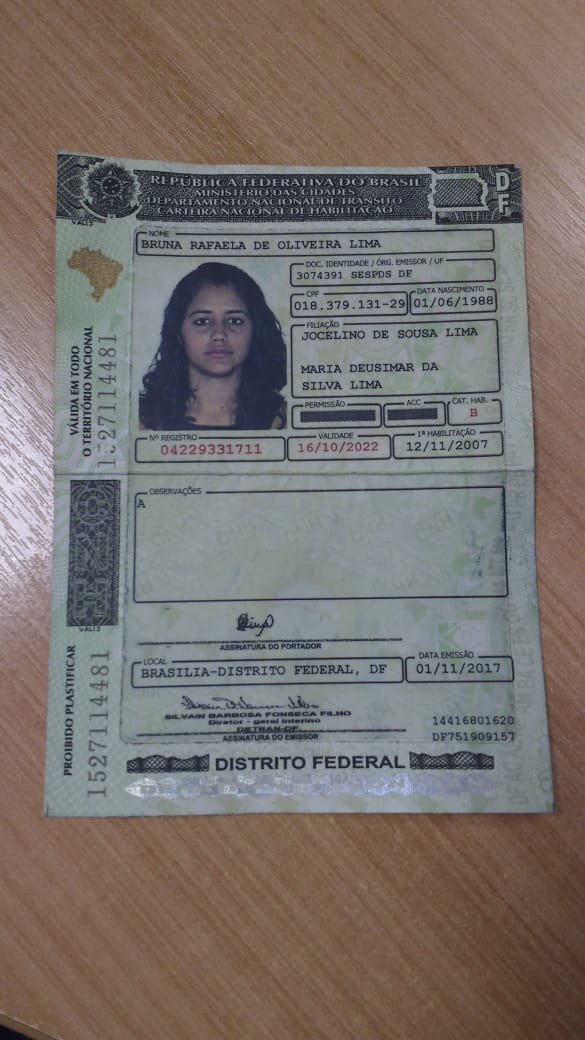 REPÚBLICA FEDERATIVA DO BRASIL
MINISTÉRIO DAS CIDADES
DEPARTAMENTO NACIONAL DE TRÂNSITO
CARTEIRA NACIONAL DE HABILITAÇÃO
DF
VALIS
NOME
BRUNA RAFAELA DE OLIVEIRA LIMA
DOC. IDENTIDADE / ÓRG. EMISSOR / UF
3074391 SESPDS DF
CPF
018.379.131-29
DATA NASCIMENTO
01/06/1988
FILIAÇÃO
JOCELINO DE SOUSA LIMA
MARIA DEUSIMAR DA
SILVA LIMA
PERMISSÃO
ACC
CAT. HAB.
B
Nº REGISTRO
04229331711
VALIDADE
16/10/2022
1ª HABILITAÇÃO
12/11/2007
VÁLIDA EM TODO
O TERRITÓRIO NACIONAL
1527114481
OBSERVAÇÕES
A
VALID
ASSINATURA DO PORTADOR
LOCAL
BRASILIA-DISTRITO FEDERAL, DF
DATA EMISSÃO
01/11/2017
SILVAIN BARBOSA FONSECA FILHO
Diretor - geral interino
DETRAN-DF
ASSINATURA DO EMISSOR
14416801620
DF751909157
PROIBIDO PLASTIFICAR
1527114481
DISTRITO FEDERAL